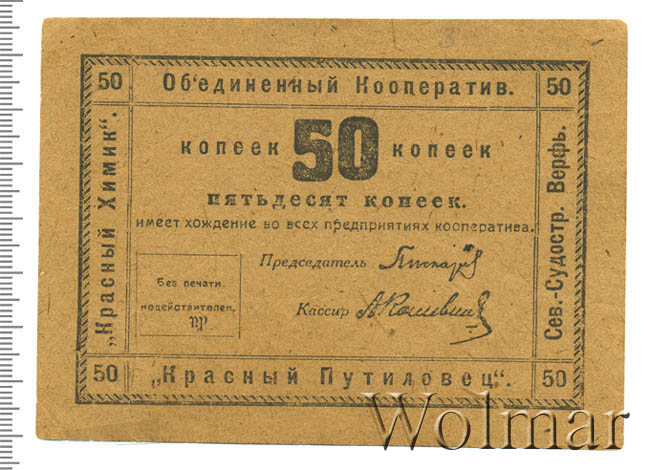 50
Об'единенный Кооператив.
50
„Красный Химик“.
копеек 50 копеек
пятьдесят копеек.
имеет хождение во всех предприятиях кооператива.
Председатель
Без печати
недействителен.
Кассир
Сев.-Судостр. Верфь.
50
„Красный Путиловец“.
50
Wolmar